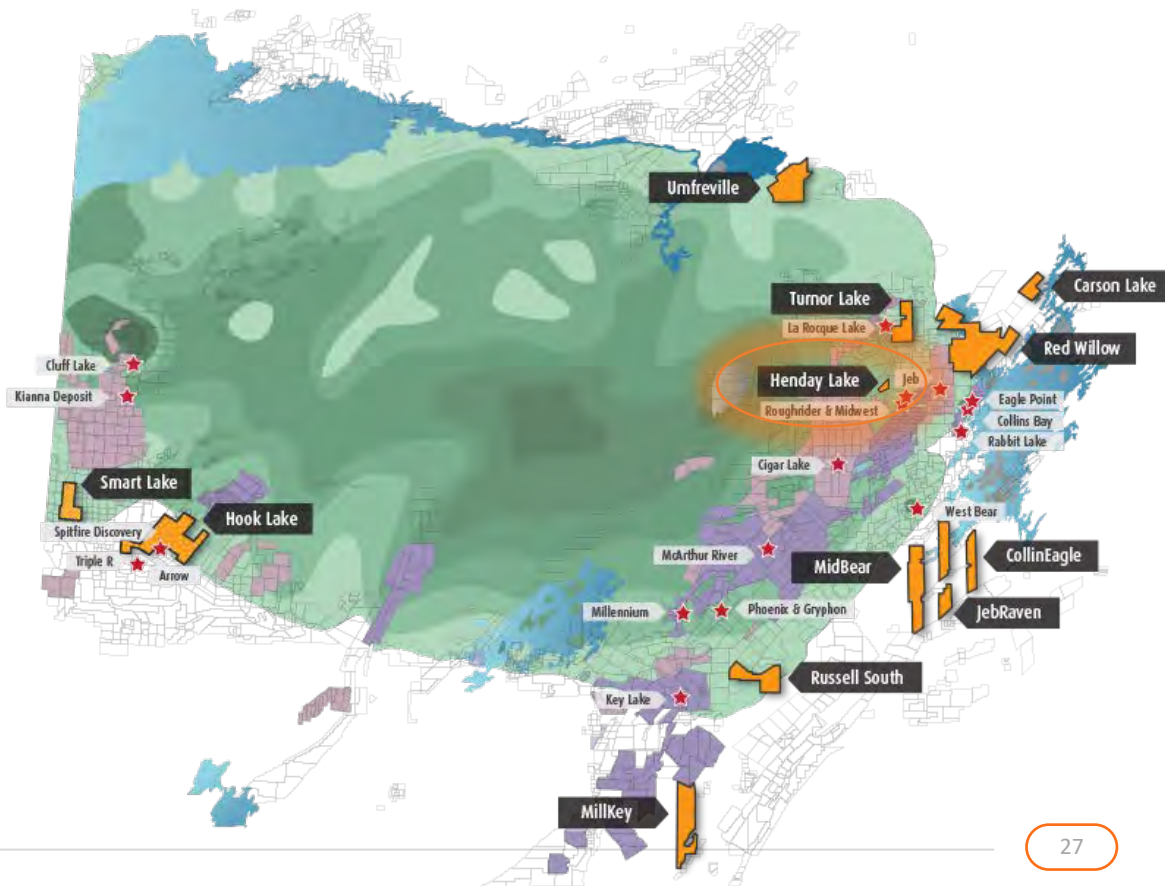 Umfreville
Carson Lake
Turnor Lake
La Rocque Lake
Red Willow
Cluff Lake
Henday Lake
Jeb
Kianna Deposit
Eagle Point
Roughrider & Midwest
Collins Bay
Rabbit Lake
Cigar Lake
Smart Lake
West Bear
Hook Lake
Spitfire Discovery
McArthur River
CollinEagle
Triple R
MidBear
Arrow
Millennium
Phoenix & Gryphon
JebRaven
Russell South
Key Lake
MillKey
27